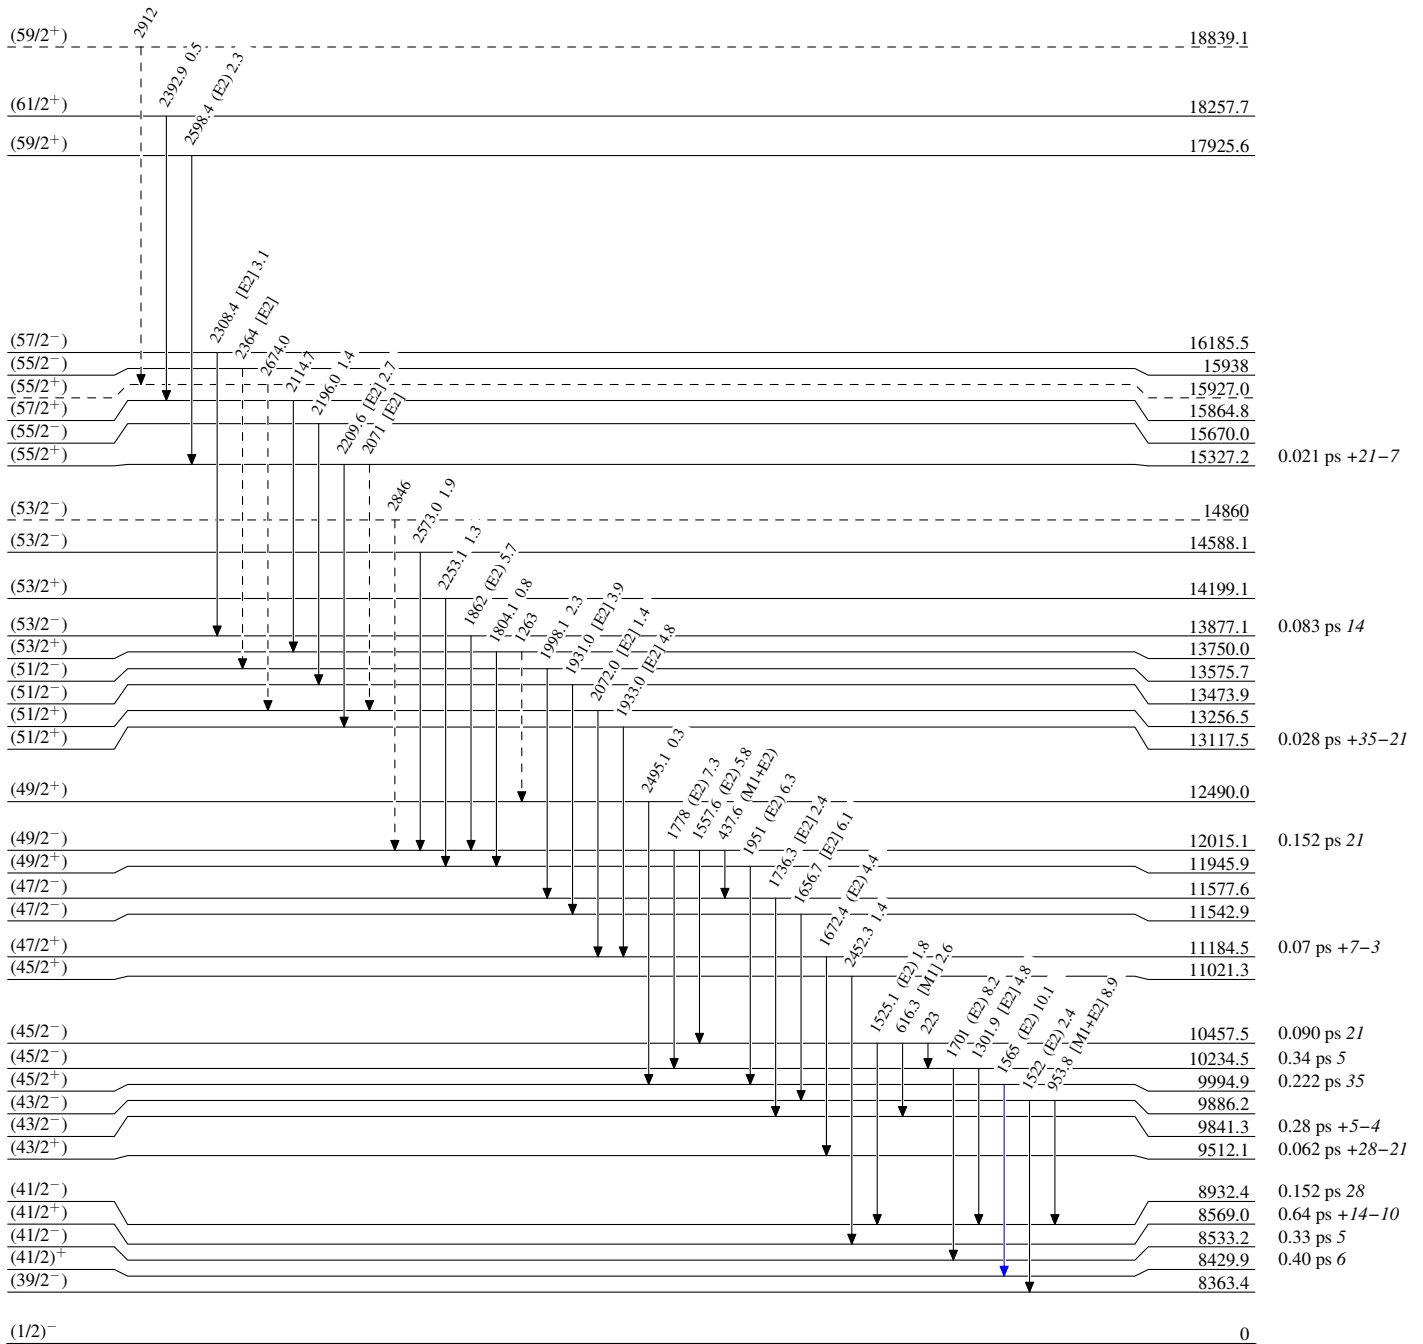 2912
(59/2+) 18839.1
2392.9 0.5
(61/2+) 18257.7
2598.4 (E2) 2.3
(59/2+) 17925.6
2308.4 [E2] 3.1
2364 [E2]
2674.0
2114.7
2196.0 1.4
2209.6 [E2] 2.7
2071 [E2]
(57/2−) 16185.5
(55/2−) 15938
(55/2+) 15927.0
(57/2+) 15864.8
(55/2−) 15670.0
(55/2+) 15327.2 0.021 ps +21−7
2846
2573.0 1.9
2253.1 1.3
1862 (E2) 5.7
1804.1 0.8
1263
1998.1 2.3
1931.0 [E2] 3.9
2072.0 [E2] 1.4
1933.0 [E2] 4.8
(53/2−) 14860
(53/2−) 14588.1
(53/2+) 14199.1
(53/2−) 13877.1 0.083 ps 14
(53/2+) 13750.0
(51/2−) 13575.7
(51/2−) 13473.9
(51/2+) 13256.5
(51/2+) 13117.5 0.028 ps +35−21
2495.1 0.3
1778 (E2) 7.3
1557.6 (E2) 5.8
437.6 (M1+E2)
1951 (E2) 6.3
1736.3 [E2] 2.4
1656.7 [E2] 6.1
1672.4 (E2) 4.4
2452.3 1.4
(49/2+) 12490.0
(49/2−) 12015.1 0.152 ps 21
(49/2+) 11945.9
(47/2−) 11577.6
(47/2−) 11542.9
(47/2+) 11184.5 0.07 ps +7−3
(45/2+) 11021.3
1525.1 (E2) 1.8
616.3 [M1] 2.6
223
1701 (E2) 8.2
1301.9 [E2] 4.8
1565 (E2) 10.1
1522 (E2) 2.4
953.8 [M1+E2] 8.9
(45/2−) 10457.5 0.090 ps 21
(45/2−) 10234.5 0.34 ps 5
(45/2+) 9994.9 0.222 ps 35
(43/2−) 9886.2
(43/2−) 9841.3 0.28 ps +5−4
(43/2+) 9512.1 0.062 ps +28−21
(41/2−) 8932.4 0.152 ps 28
(41/2+) 8569.0 0.64 ps +14−10
(41/2−) 8533.2 0.33 ps 5
(41/2)+ 8429.9 0.40 ps 6
(39/2−) 8363.4
(1/2)− 0